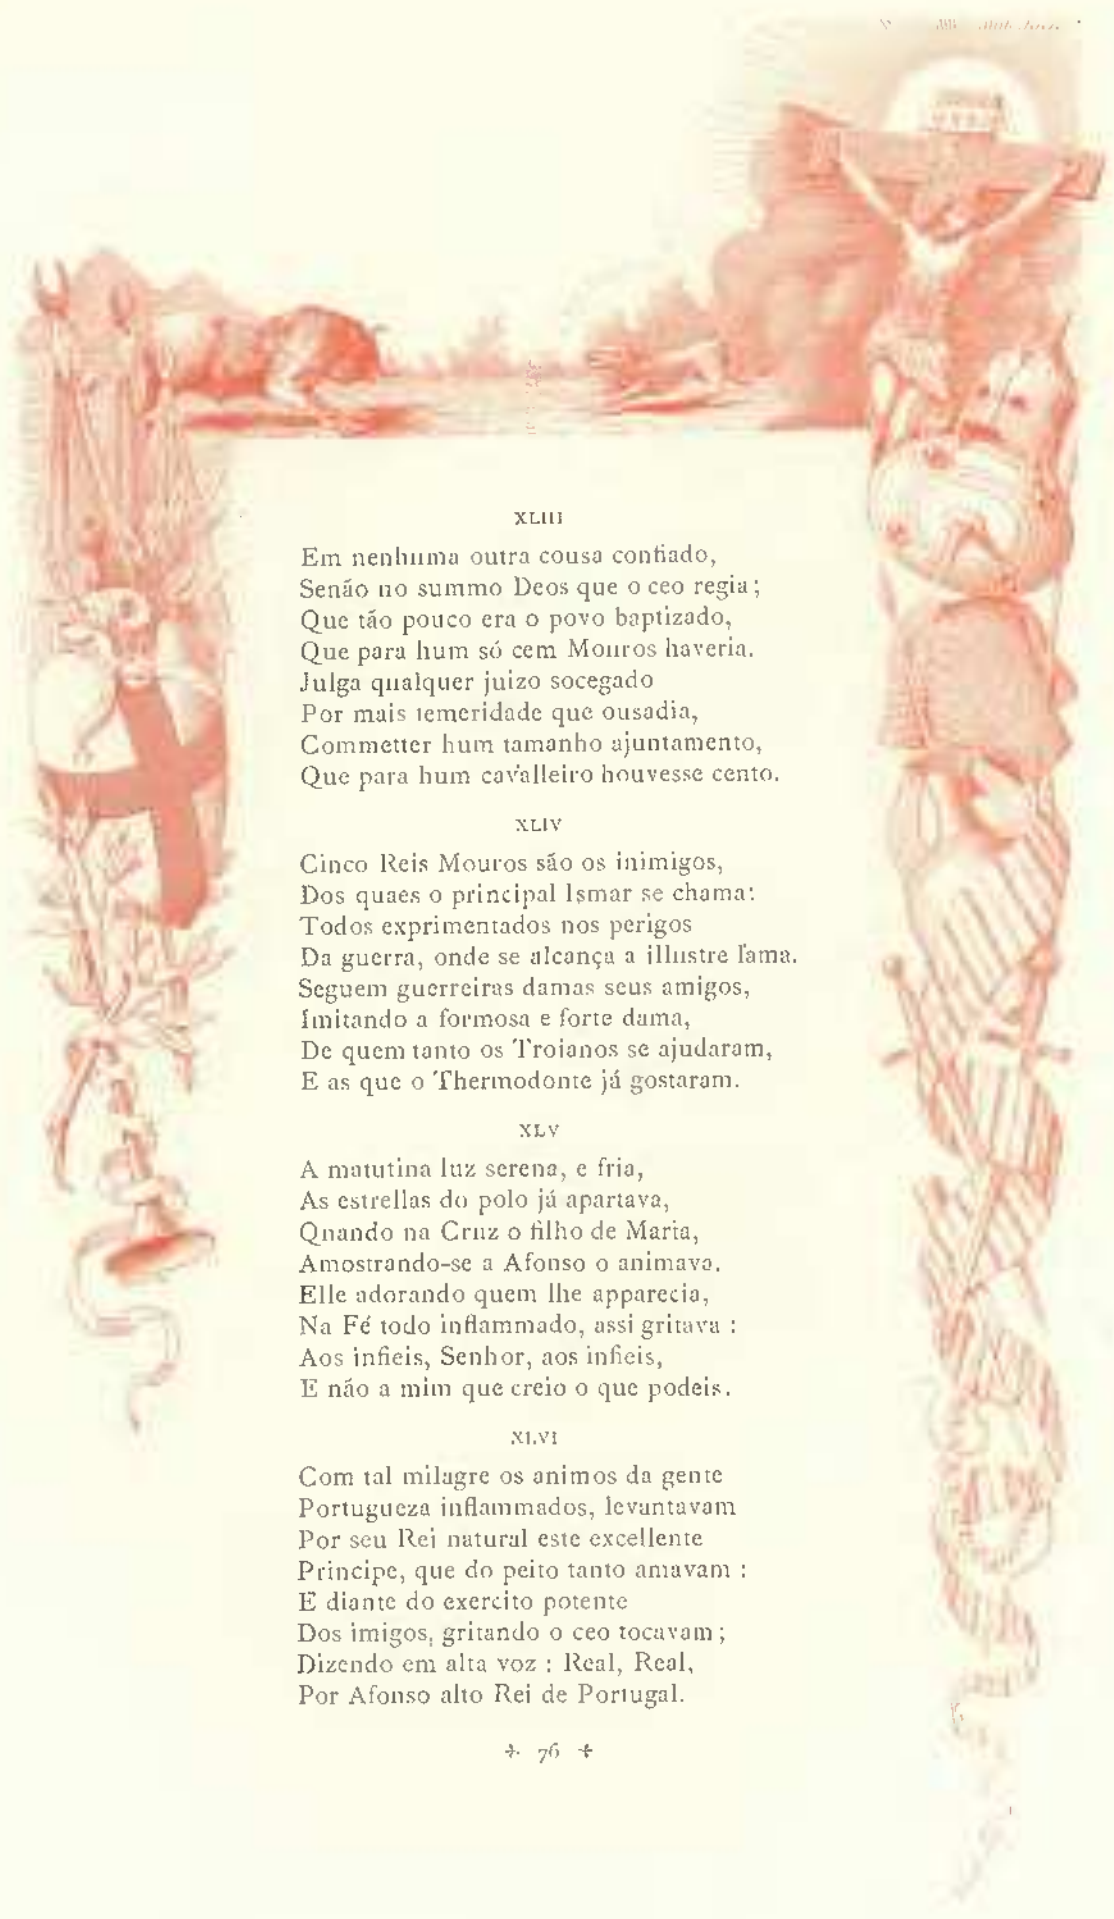 XLIII
Em nenhuma outra cousa confiado,
Senão no summo Deos que o ceo regia;
Que tão pouco era o povo baptizado,
Que para hum só cem Mouros haveria.
Julga qualquer juizo socegado
Por mais temeridade que ousadia,
Commetter hum tamanho ajuntamento,
Que para hum cavalleiro houvesse cento.
XLIV
Cinco Reis Mouros são os inimigos,
Dos quaes o principal Ismar se chama:
Todos exprimentados nos perigos
Da guerra, onde se alcança a illustre fama.
Seguem guerreiras damas seus amigos,
Imitando a formosa e forte dama,
De quem tanto os Troianos se ajudaram,
E as que o Thermodonte já gostaram.
XLV
A matutina luz serena, e fria,
As estrellas do polo já apartava,
Quando na Cruz o filho de Maria,
Amostrando-se a Afonso o animava.
Elle adorando quem lhe apparecia,
Na Fé todo inflammado, assi gritava :
Aos infieis, Senhor, aos infieis,
E não a mim que creio o que podeis.
XLVI
Com tal milagre os animos da gente
Portugueza inflammados, levantavam
Por seu Rei natural este excellente
Principe, que do peito tanto amavam :
E diante do exercito potente
Dos imigos, gritando o ceo tocavam ;
Dizendo em alta voz : Real, Real,
Por Afonso alto Rei de Portugal.
76